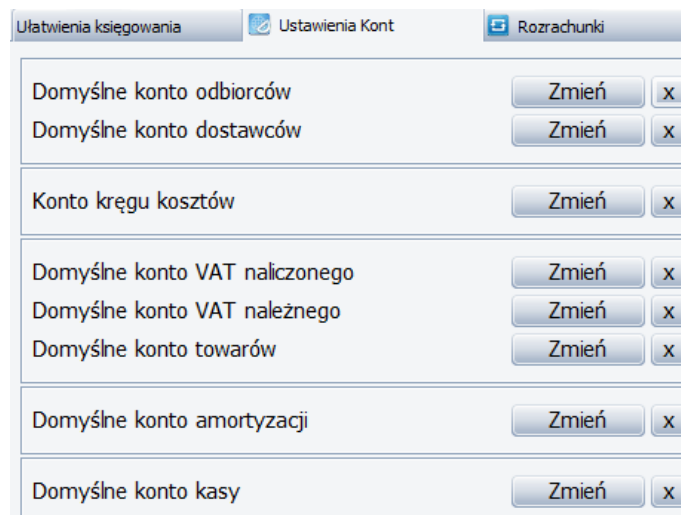 Ułatwienia księgowania Ustawienia Kont Rozrachunki
Domyślne konto odbiorców Zmień x
Domyślne konto dostawców Zmień x
Konto kręgu kosztów Zmień x
Domyślne konto VAT naliczonego Zmień x
Domyślne konto VAT należnego Zmień x
Domyślne konto towarów Zmień x
Domyślne konto amortyzacji Zmień x
Domyślne konto kasy Zmień x